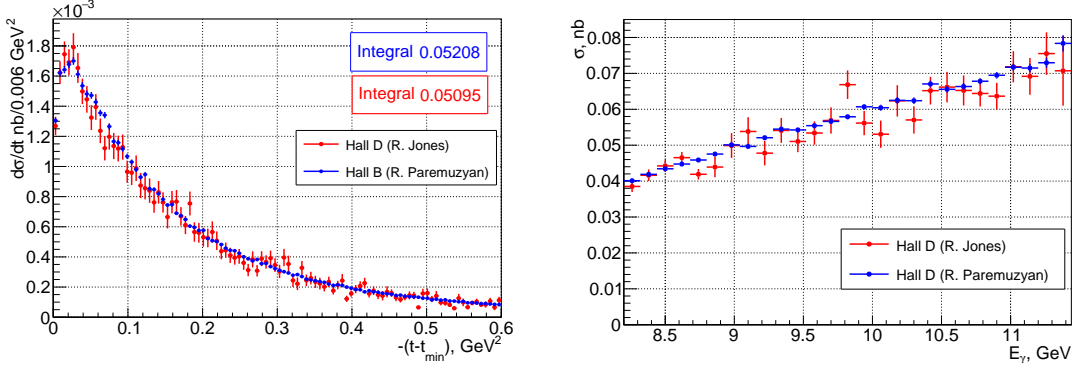 ×10⁻³
dσ/dt nb/0.006 GeV²
1.8
1.6
1.4
1.2
1
0.8
0.6
0.4
0.2
0
Integral 0.05208
Integral 0.05095
Hall D (R. Jones)
Hall B (R. Paremuzyan)
0 0.1 0.2 0.3 0.4 0.5 0.6
-(t-t_min), GeV²
σ, nb
0.08
0.07
0.06
0.05
0.04
0.03
0.02
0.01
0.00
Hall D (R. Jones)
Hall D (R. Paremuzyan)
8.5 9 9.5 10 10.5 11
E_γ, GeV